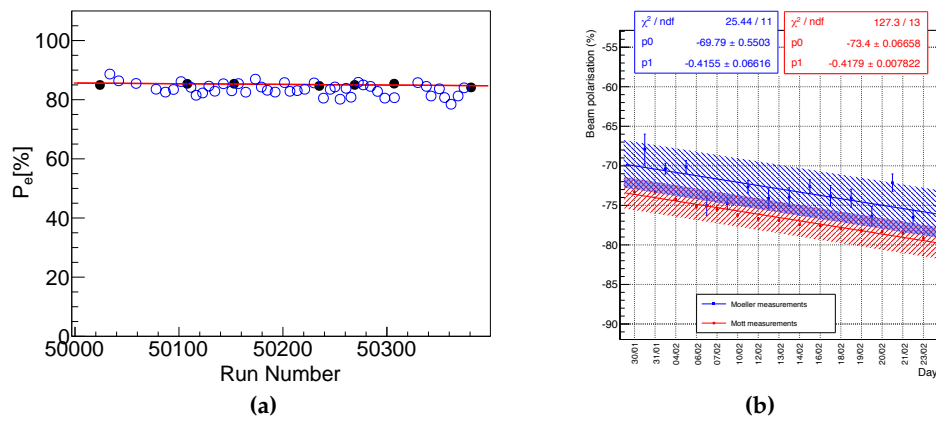 100
80
60
40
20
0
P_e[%]
50000 50100 50200 50300
Run Number
(a)
χ² / ndf 25.44 / 11
p0 -69.79 ± 0.5503
p1 -0.4155 ± 0.06616
χ² / ndf 127.3 / 13
p0 -73.4 ± 0.06658
p1 -0.4179 ± 0.007822
Beam polarisation (%)
-55
-65
-70
-75
-80
-85
-90
Moeller measurements
Mott measurements
30/01 31/01 04/02 06/02 07/02 10/02 12/02 13/02 14/02 16/02 18/02 19/02 20/02 21/02 23/02
Day
(b)